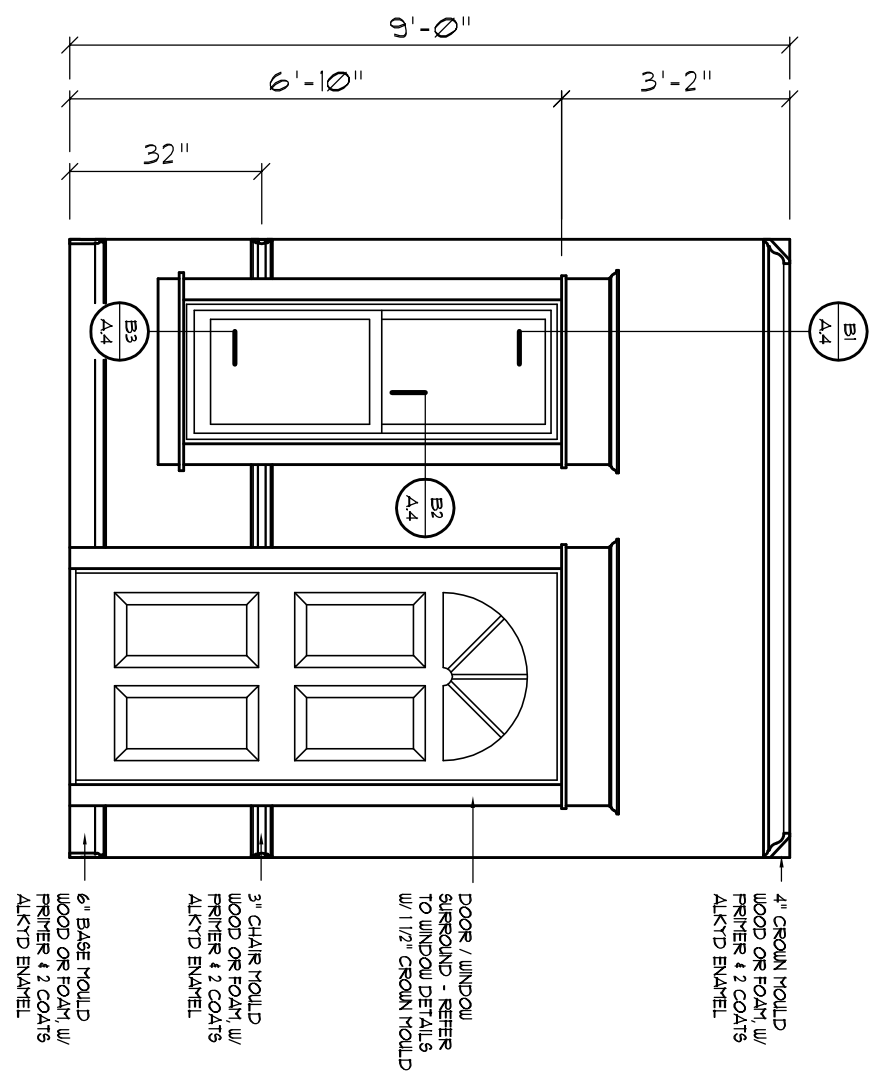 9'-0"
6'-10"
3'-2"
32"
B1
A.4
B3
A.4
B2
A.4
4" CROWN MOULD
WOOD OR FOAM, W/
PRIMER & 2 COATS
ALKYD ENAMEL
DOOR / WINDOW
SURROUND - REFER
TO WINDOW DETAILS
W/ 1 1/2" CROWN MOULD
3" CHAIR MOULD
WOOD OR FOAM, W/
PRIMER & 2 COATS
ALKYD ENAMEL
6" BASE MOULD
WOOD OR FOAM, W/
PRIMER & 2 COATS
ALKYD ENAMEL